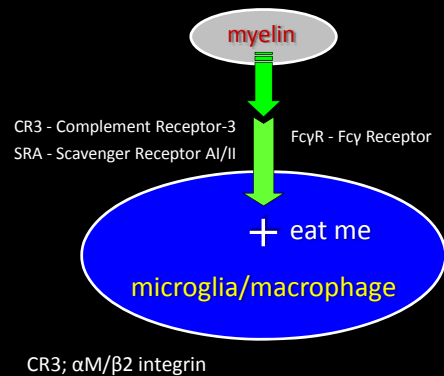 myelin
CR3 - Complement Receptor-3
SRA - Scavenger Receptor AI/II
FcγR - Fcγ Receptor
+ eat me
microglia/macrophage
CR3; αM/β2 integrin